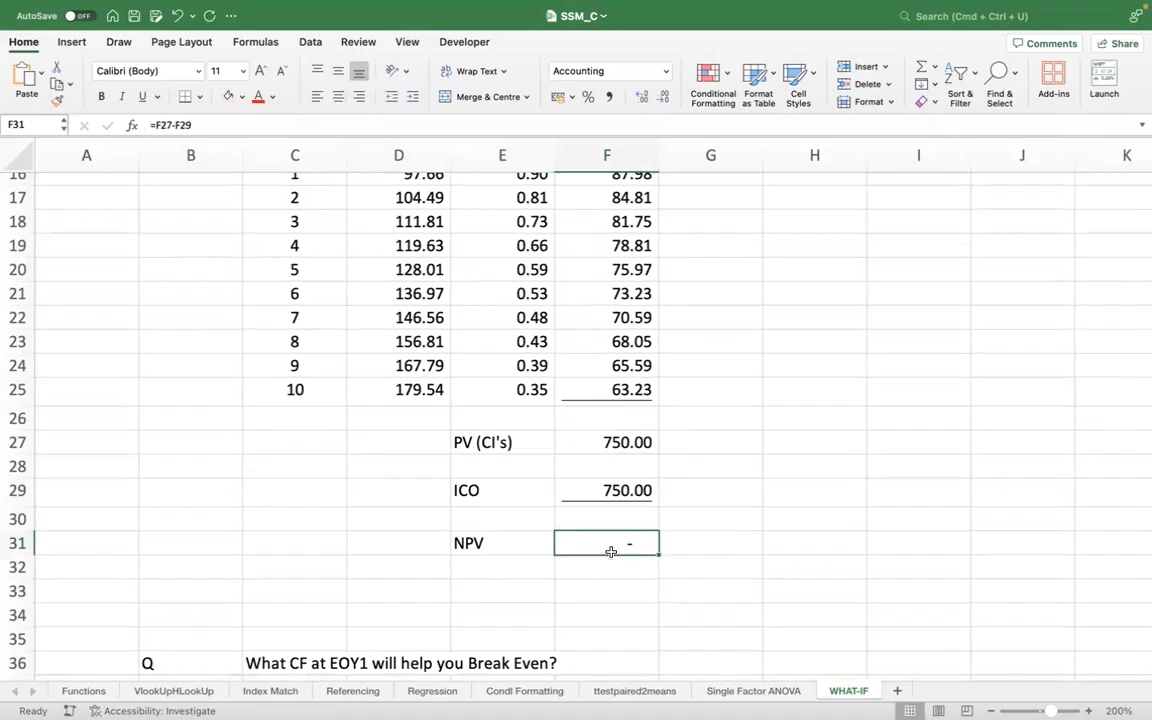 AutoSave OFF SSM_C Search (Cmd + Ctrl + U)
Home Insert Draw Page Layout Formulas Data Review View Developer Comments Share
Paste Calibri (Body) 11 A A Wrap Text Accounting Insert
B I U A Merge & Centre % Delete
Conditional Formatting Format as Table Cell Styles Format Sort & Filter Find & Select Add-ins Launch
F31 fx =F27-F29
A B C D E F G H I J K
16 1 97.66 0.90 87.98
17 2 104.49 0.81 84.81
18 3 111.81 0.73 81.75
19 4 119.63 0.66 78.81
20 5 128.01 0.59 75.97
21 6 136.97 0.53 73.23
22 7 146.56 0.48 70.59
23 8 156.81 0.43 68.05
24 9 167.79 0.39 65.59
25 10 179.54 0.35 63.23
26
27 PV (CI's) 750.00
28
29 ICO 750.00
30
31 NPV -
32
33
34
35
36 Q What CF at EOY1 will help you Break Even?
Functions VlookUpHLookUp Index Match Referencing Regression Condl Formatting ttestpaired2means Single Factor ANOVA WHAT-IF +
Ready Accessibility: Investigate 200%